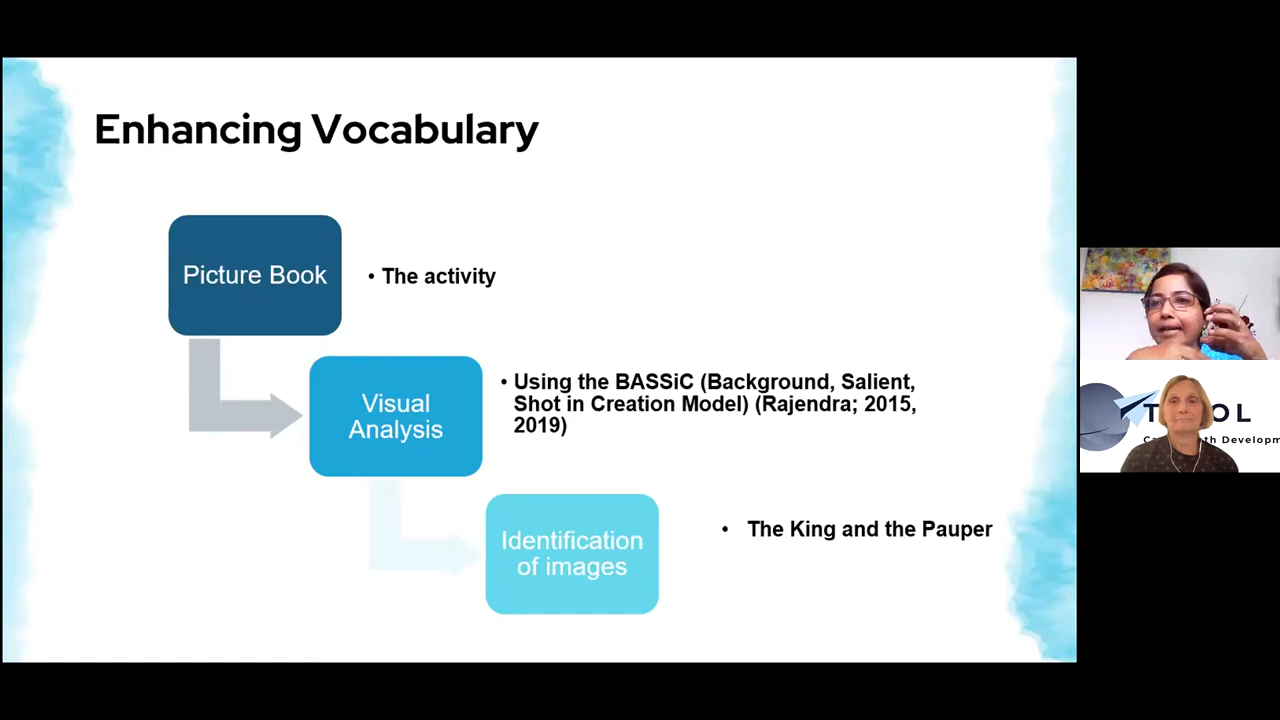 Enhancing Vocabulary
Picture Book
• The activity
Visual
Analysis
• Using the BASSiC (Background, Salient,
Shot in Creation Model) (Rajendra; 2015,
2019)
Identification
of images
• The King and the Pauper